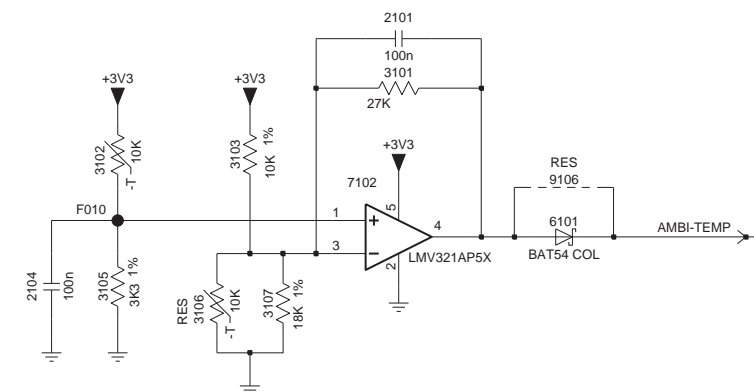 2101
100n
3101
27K
+3V3
+3V3
+3V3
3102
10K
-T
3103
10K 1%
7102
F010
1
3
5
4
2
+
−
LMV321AP5X
RES
9106
6101
BAT54 COL
AMBI-TEMP
2104
100n
3105
3K3 1%
RES
3106
10K
-T
3107
18K 1%